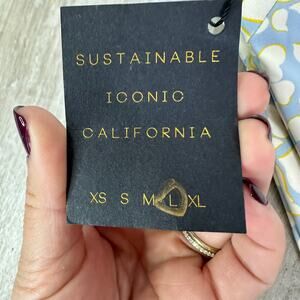 SUSTAINABLE
ICONIC
CALIFORNIA
XS S M L XL